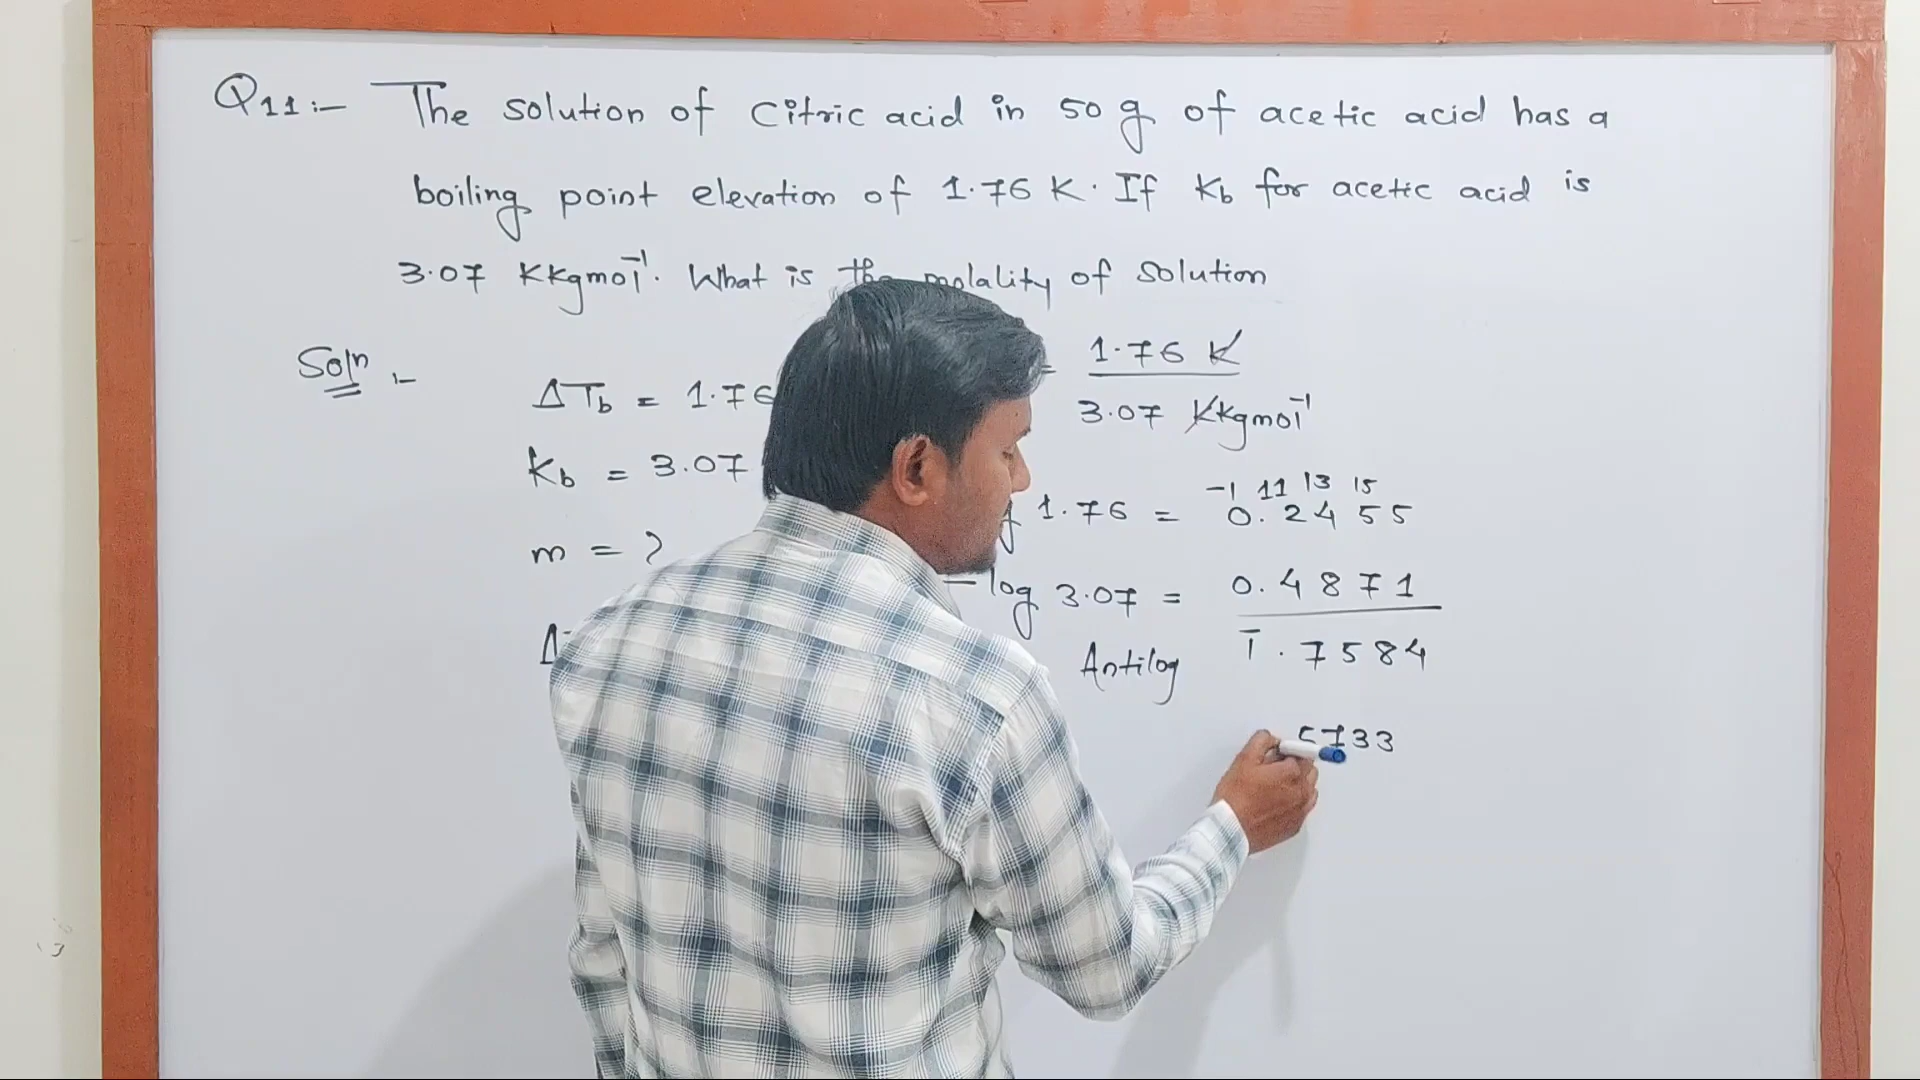 Q11:- The solution of Citric acid in 50 g of acetic acid has a
boiling point elevation of 1.76 K. If Kb for acetic acid is
3.07 KKgmol⁻¹. What is the molality of solution
Soln :-
ΔTb = 1.76
Kb = 3.07
m = ?
Δ
= 1.76 K
3.07 KKgmol⁻¹
1.76 = 0.2455
-1 11 13 15
- log 3.07 = 0.4871
Antilog 1̅.7584
5733